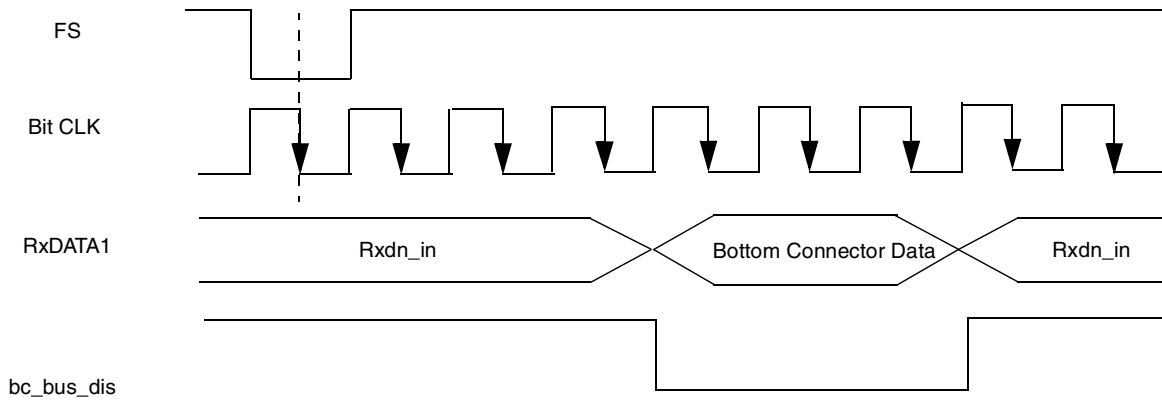 FS
Bit CLK
RxDATA1
Rxdn_in
Bottom Connector Data
Rxdn_in
bc_bus_dis